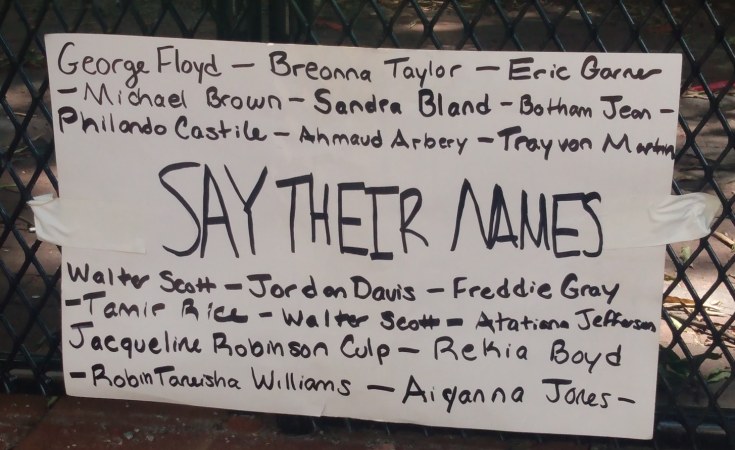 George Floyd - Breonna Taylor - Eric Garner
- Michael Brown - Sandra Bland - Botham Jean -
Philando Castile - Ahmaud Arbery - Trayvon Martin
SAY THEIR NAMES
Walter Scott - Jordan Davis - Freddie Gray
- Tamir Rice - Walter Scott - Atatiana Jefferson
Jacqueline Robinson Culp - Rekia Boyd
- Robin Taneisha Williams - Aiyanna Jones -